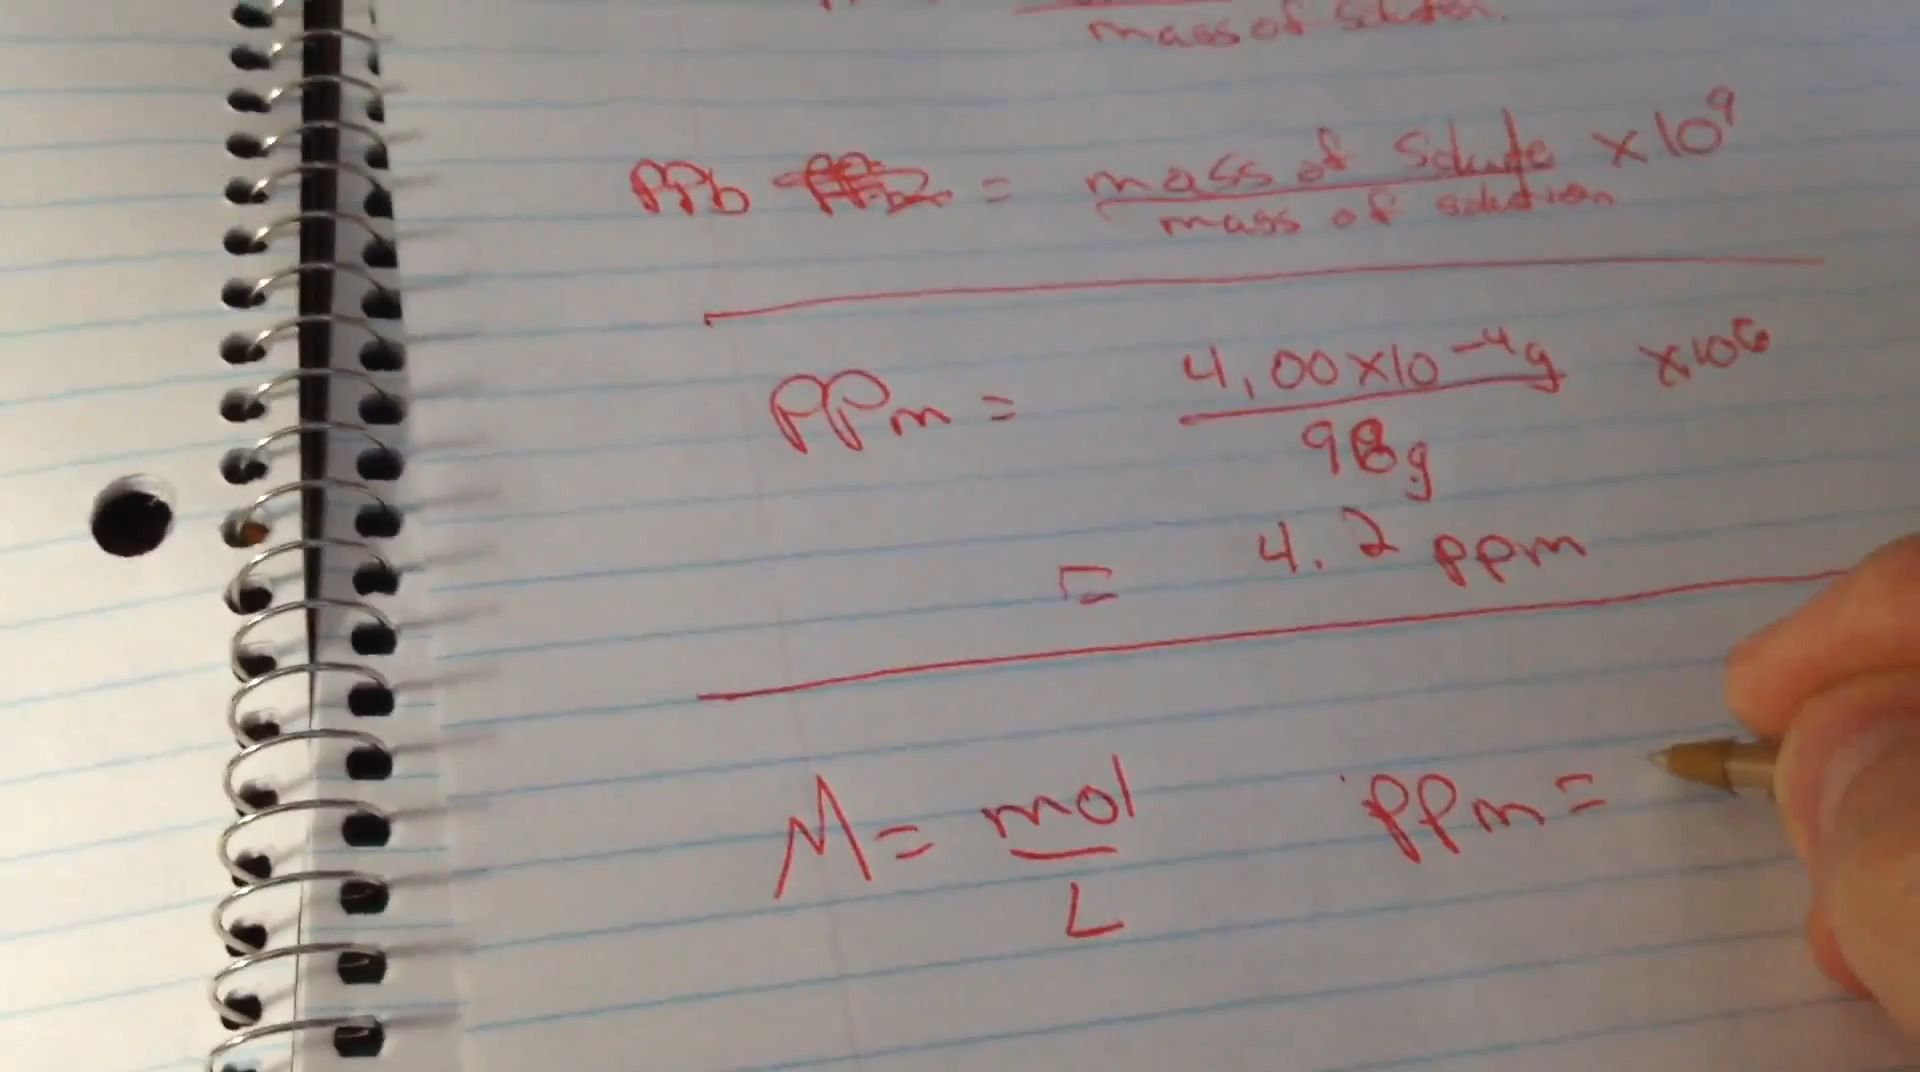 mass of solution
PPb = mass of Solute x10⁹
mass of solution
PPm = 4,00x10⁻⁴g x10⁶
98g
= 4.2 ppm
M = mol PPm =
L